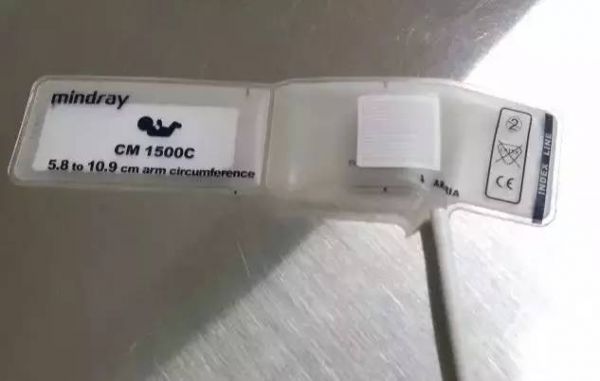 mindray
CM 1500C
5.8 to 10.9 cm arm circumference
2
CE
INDEX LINE